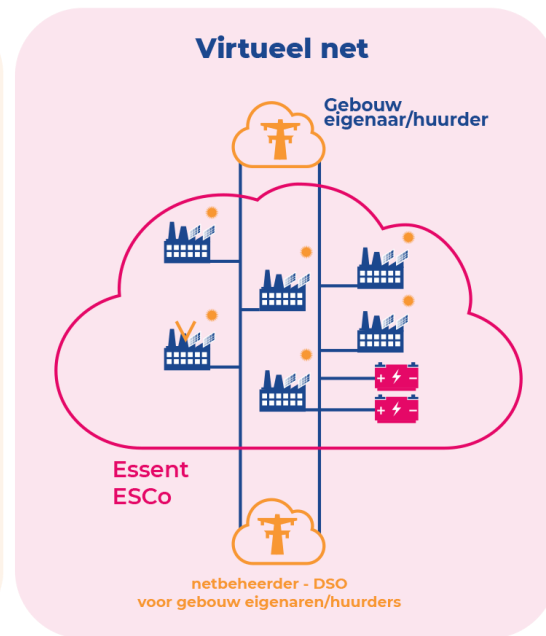 Virtueel net
Gebouw
eigenaar/huurder
Essent
ESCo
netbeheerder - DSO
voor gebouw eigenaren/huurders